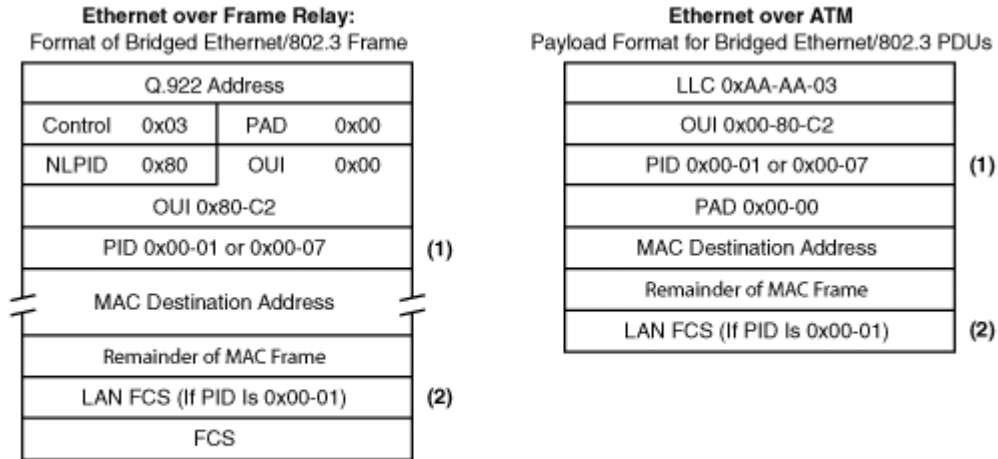 Ethernet over Frame Relay:
Format of Bridged Ethernet/802.3 Frame
Q.922 Address
Control 0x03 PAD 0x00
NLPID 0x80 OUI 0x00
OUI 0x80-C2
PID 0x00-01 or 0x00-07 (1)
MAC Destination Address
Remainder of MAC Frame
LAN FCS (If PID Is 0x00-01) (2)
FCS
Ethernet over ATM
Payload Format for Bridged Ethernet/802.3 PDUs
LLC 0xAA-AA-03
OUI 0x00-80-C2
PID 0x00-01 or 0x00-07 (1)
PAD 0x00-00
MAC Destination Address
Remainder of MAC Frame
LAN FCS (If PID Is 0x00-01) (2)